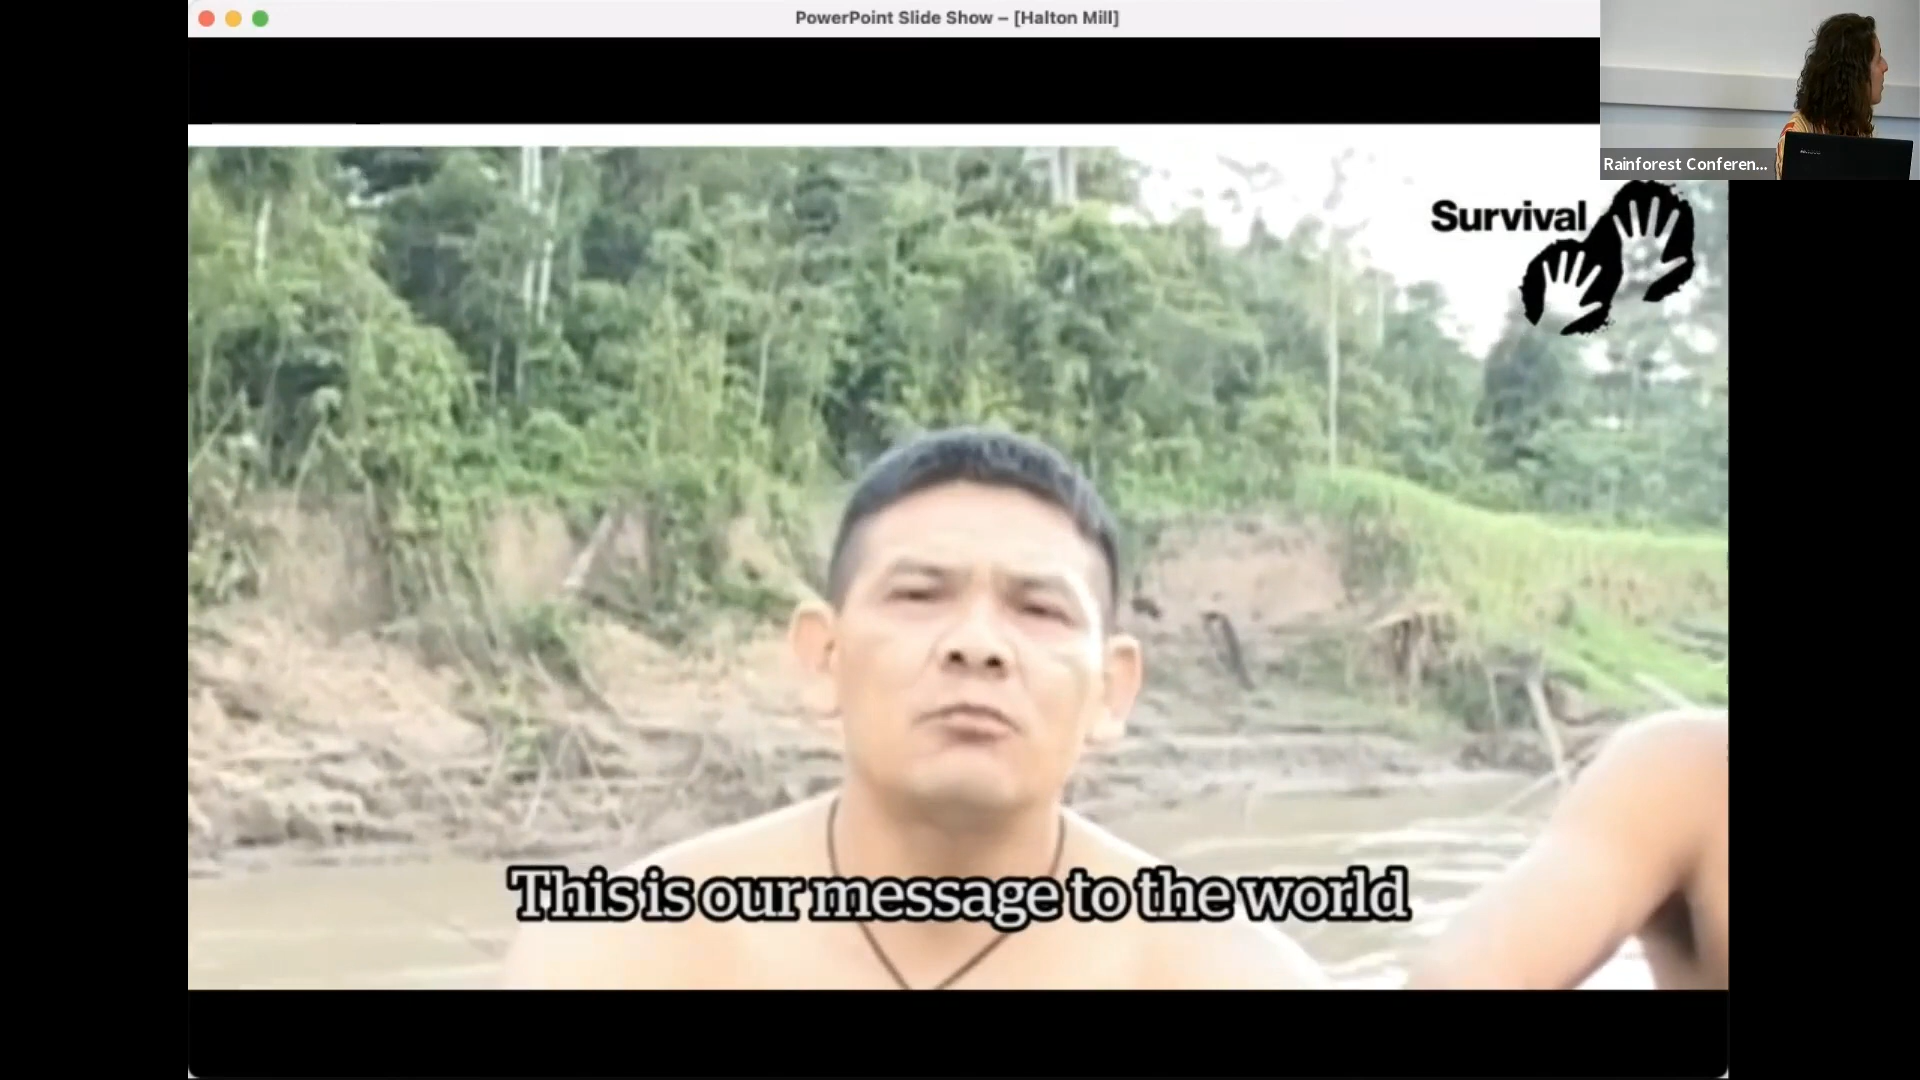 PowerPoint Slide Show – [Halton Mill]
Rainforest Conferen...
Survival
This is our message to the world